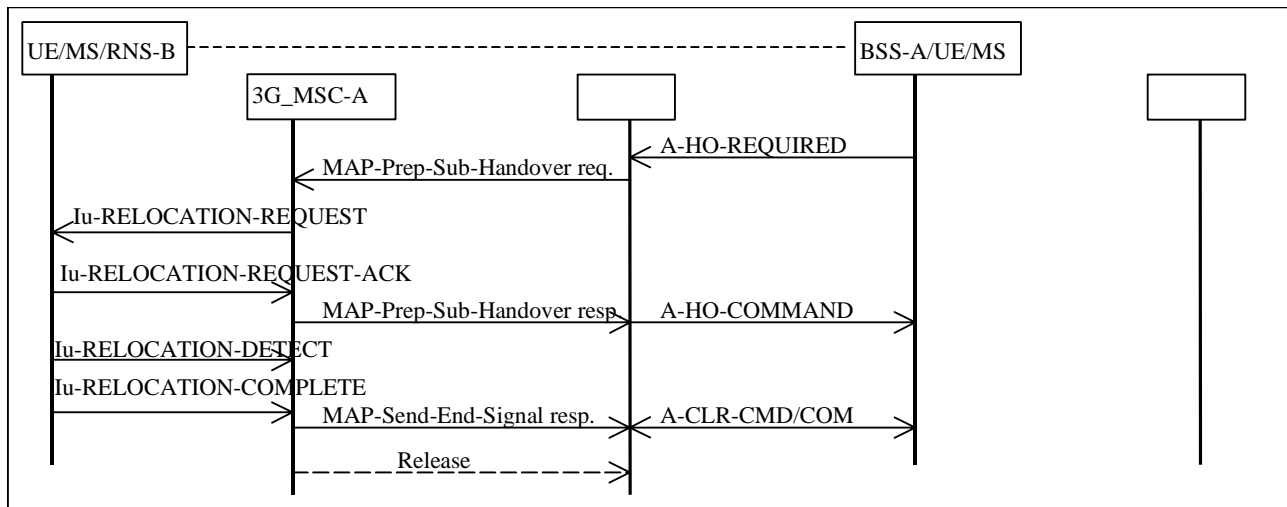 UE/MS/RNS-B
BSS-A/UE/MS
3G_MSC-A
A-HO-REQUIRED
MAP-Prep-Sub-Handover req.
Iu-RELOCATION-REQUEST
Iu-RELOCATION-REQUEST-ACK
MAP-Prep-Sub-Handover resp
A-HO-COMMAND
Iu-RELOCATION-DETECT
Iu-RELOCATION-COMPLETE
MAP-Send-End-Signal resp.
A-CLR-CMD/COM
Release